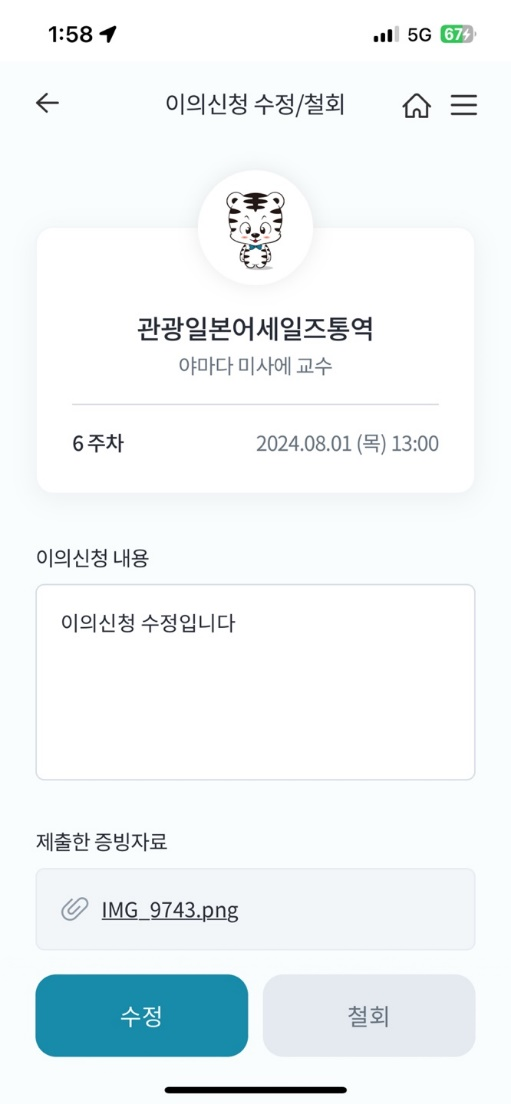 1:58
5G
67
이의신청 수정/철회
관광일본어세일즈통역
야마다 미사에 교수
6 주차 2024.08.01 (목) 13:00
이의신청 내용
이의신청 수정입니다
제출한 증빙자료
IMG_9743.png
수정 철회